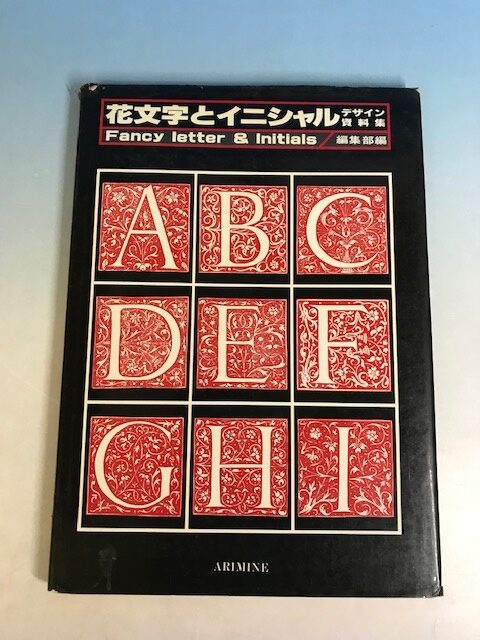 花文字とイニシャル デザイン資料集
Fancy letter & Initials / 編集部編
A B C
D E F
G H I
ARIMINE